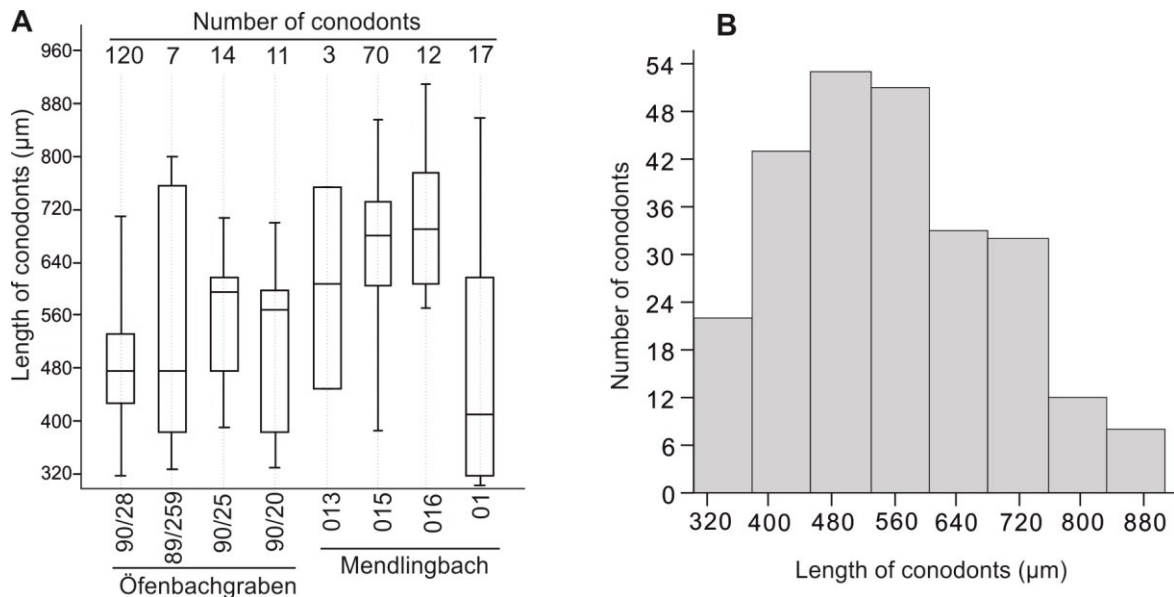 A
Number of conodonts
120 7 14 11 3 70 12 17
Length of conodonts (µm)
960
880
800
720
640
560
480
400
320
90/28 89/259 90/25 90/20 013 015 016 01
Öfenbachgraben Mendlingbach
B
Number of conodonts
54
48
42
36
30
24
18
12
6
0
320 400 480 560 640 720 800 880
Length of conodonts (µm)